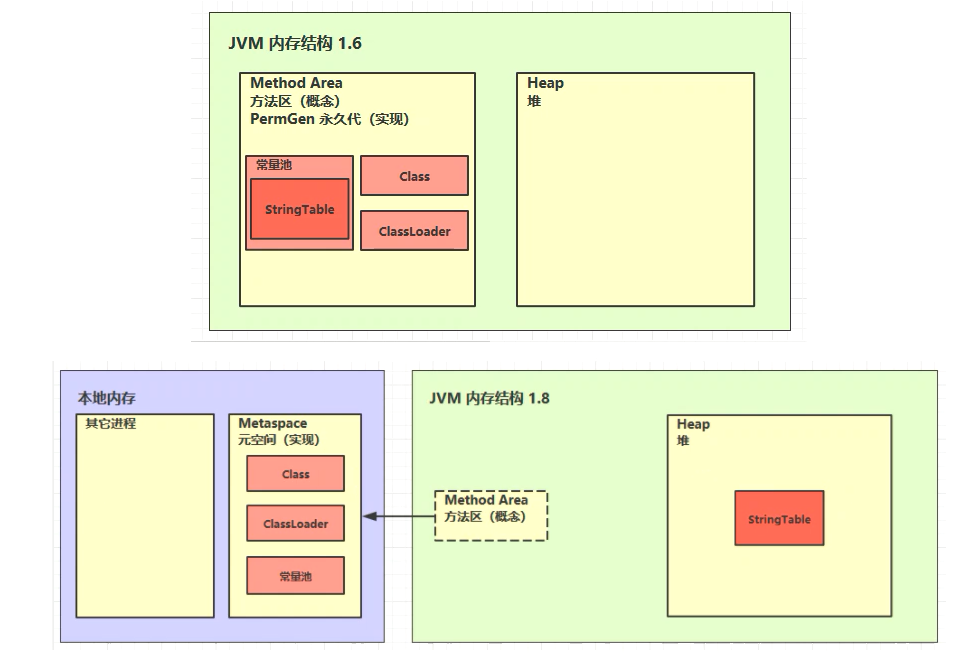 JVM 内存结构 1.6
Method Area
方法区（概念）
PermGen 永久代（实现）
常量池
StringTable
Class
ClassLoader
Heap
堆
本地内存
其它进程
Metaspace
元空间（实现）
Class
ClassLoader
常量池
JVM 内存结构 1.8
Method Area
方法区（概念）
Heap
堆
StringTable